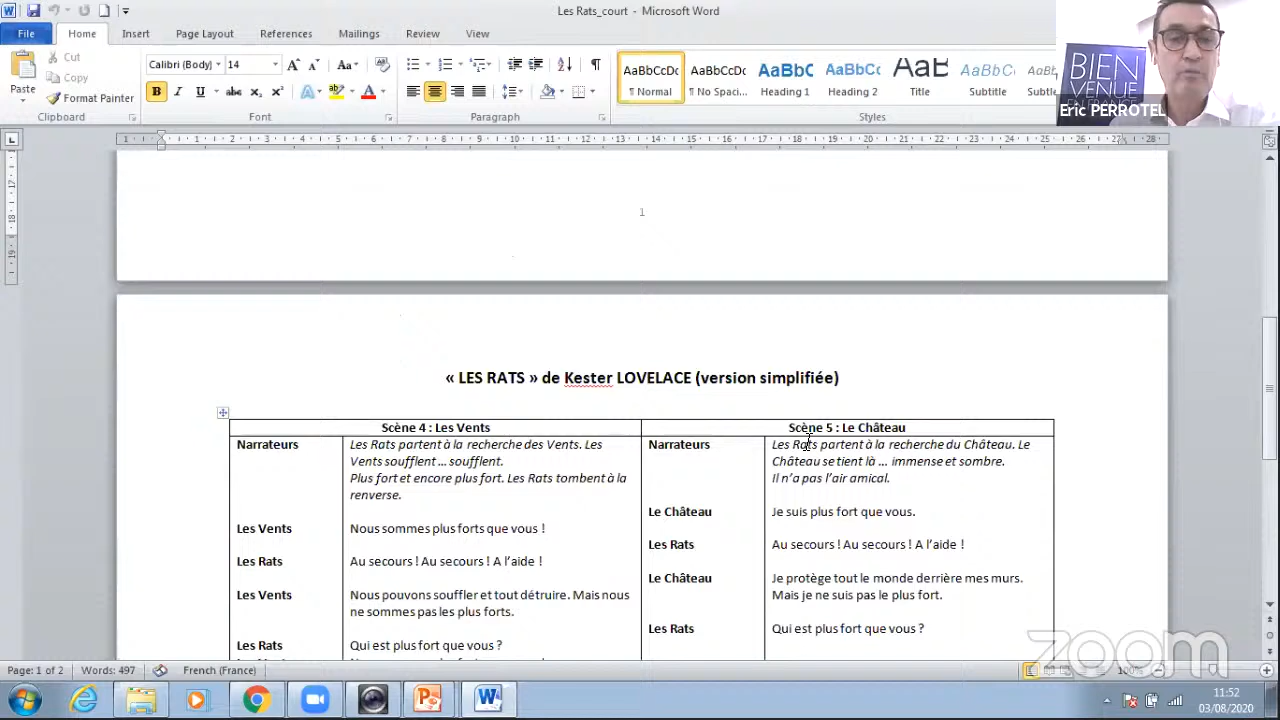 Les Rats_court - Microsoft Word
File Home Insert Page Layout References Mailings Review View
Cut
Copy
Format Painter
Paste
Clipboard
Calibri (Body) 14
Font
Paragraph
AaBbCcDc AaBbCcDc AaBbC AaBbCc AaB AaBbCcD AaBb
¶ Normal ¶ No Spaci... Heading 1 Heading 2 Title Subtitle Subtle
Styles
BIEN
VENUE
EN FRANCE
Eric PERROTEL
1
« LES RATS » de Kester LOVELACE (version simplifiée)
Scène 4 : Les Vents
Narrateurs
Les Rats partent à la recherche des Vents. Les
Vents soufflent … soufflent.
Plus fort et encore plus fort. Les Rats tombent à la
renverse.
Les Vents
Nous sommes plus forts que vous !
Les Rats
Au secours ! Au secours ! A l’aide !
Les Vents
Nous pouvons souffler et tout détruire. Mais nous
ne sommes pas les plus forts.
Les Rats
Qui est plus fort que vous ?
Scène 5 : Le Château
Narrateurs
Les Rats partent à la recherche du Château. Le
Château se tient là … immense et sombre.
Il n’a pas l’air amical.
Le Château
Je suis plus fort que vous.
Les Rats
Au secours ! Au secours ! A l’aide !
Le Château
Je protège tout le monde derrière mes murs.
Mais je ne suis pas le plus fort.
Les Rats
Qui est plus fort que vous ?
zoom
Page: 1 of 2 Words: 497 French (France) 100%
11:52
03/08/2020